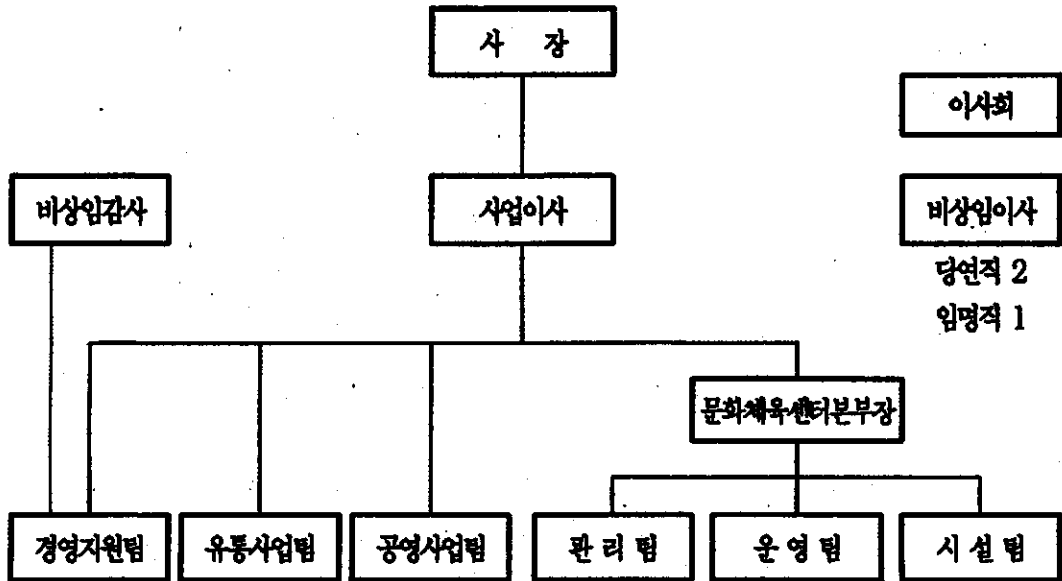 사 장
이사회
비상임감사
사업이사
비상임이사
당연직 2
임명직 1
문화체육센터본부장
경영지원팀
유통사업팀
공영사업팀
관 리 팀
운 영 팀
시 설 팀